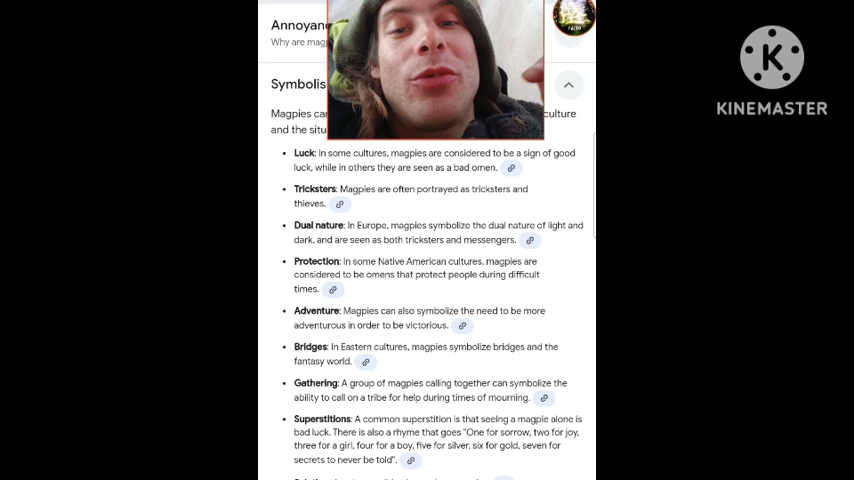 Annoyan
Why are mag
Symbolis
Magpies ca culture
and the situ
• Luck: In some cultures, magpies are considered to be a sign of good
luck, while in others they are seen as a bad omen.
• Tricksters: Magpies are often portrayed as tricksters and
thieves.
• Dual nature: In Europe, magpies symbolize the dual nature of light and
dark, and are seen as both tricksters and messengers.
• Protection: In some Native American cultures, magpies are
considered to be omens that protect people during difficult
times.
• Adventure: Magpies can also symbolize the need to be more
adventurous in order to be victorious.
• Bridges: In Eastern cultures, magpies symbolize bridges and the
fantasy world.
• Gathering: A group of magpies calling together can symbolize the
ability to call on a tribe for help during times of mourning.
• Superstitions: A common superstition is that seeing a magpie alone is
bad luck. There is also a rhyme that goes "One for sorrow, two for joy,
three for a girl, four for a boy, five for silver, six for gold, seven for
secrets to never be told".
K
KINEMASTER